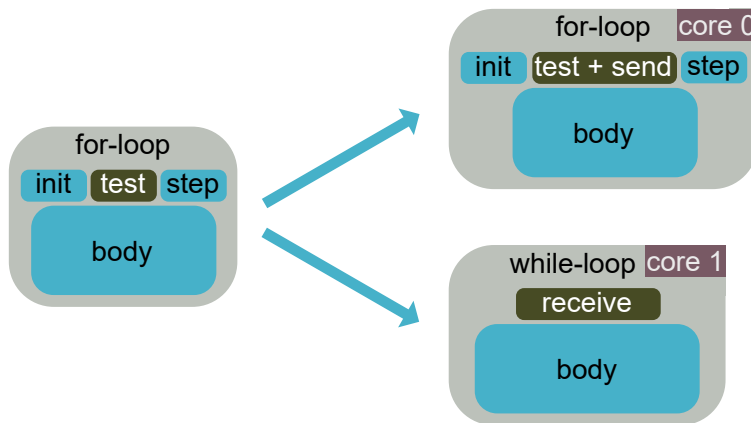 for-loop
init test step
body
for-loop core 0
init test + send step
body
while-loop core 1
receive
body